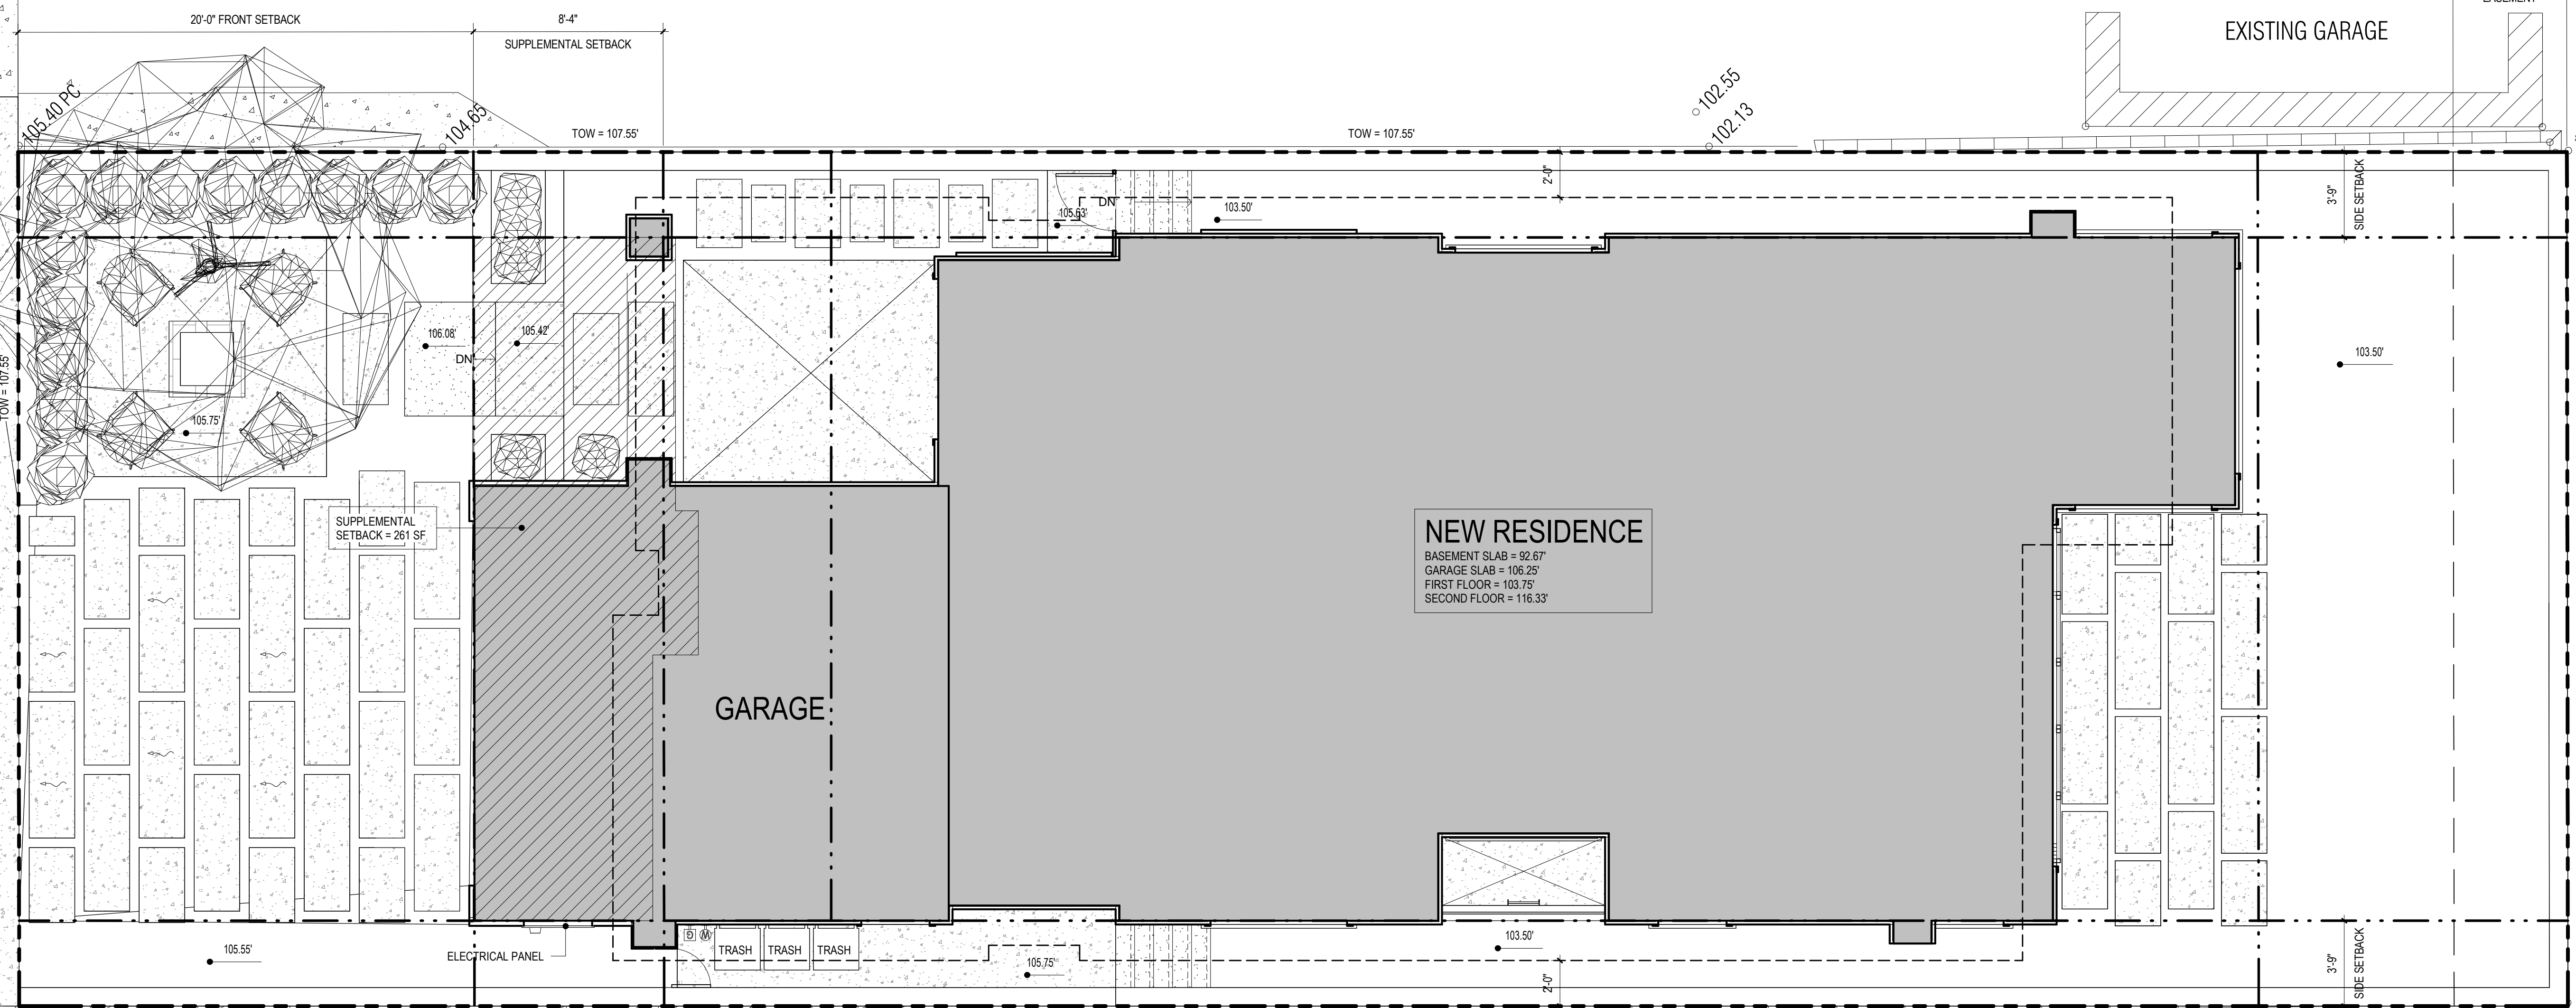 20'-0" FRONT SETBACK
8'-4"
SUPPLEMENTAL SETBACK
EXISTING GARAGE
105.40 PC
104.65
TOW = 107.55'
TOW = 107.55'
102.55
102.13
2'-0"
3'-9"
SIDE SETBACK
105.63'
DN
103.50'
106.08'
DN
105.42'
103.50'
TOW = 107.55'
105.75'
SUPPLEMENTAL
SETBACK = 261 SF
NEW RESIDENCE
BASEMENT SLAB = 92.67'
GARAGE SLAB = 106.25'
FIRST FLOOR = 103.75'
SECOND FLOOR = 116.33'
GARAGE
105.55'
ELECTRICAL PANEL
G
W
TRASH
TRASH
TRASH
105.75'
103.50'
2'-0"
3'-9"
SIDE SETBACK